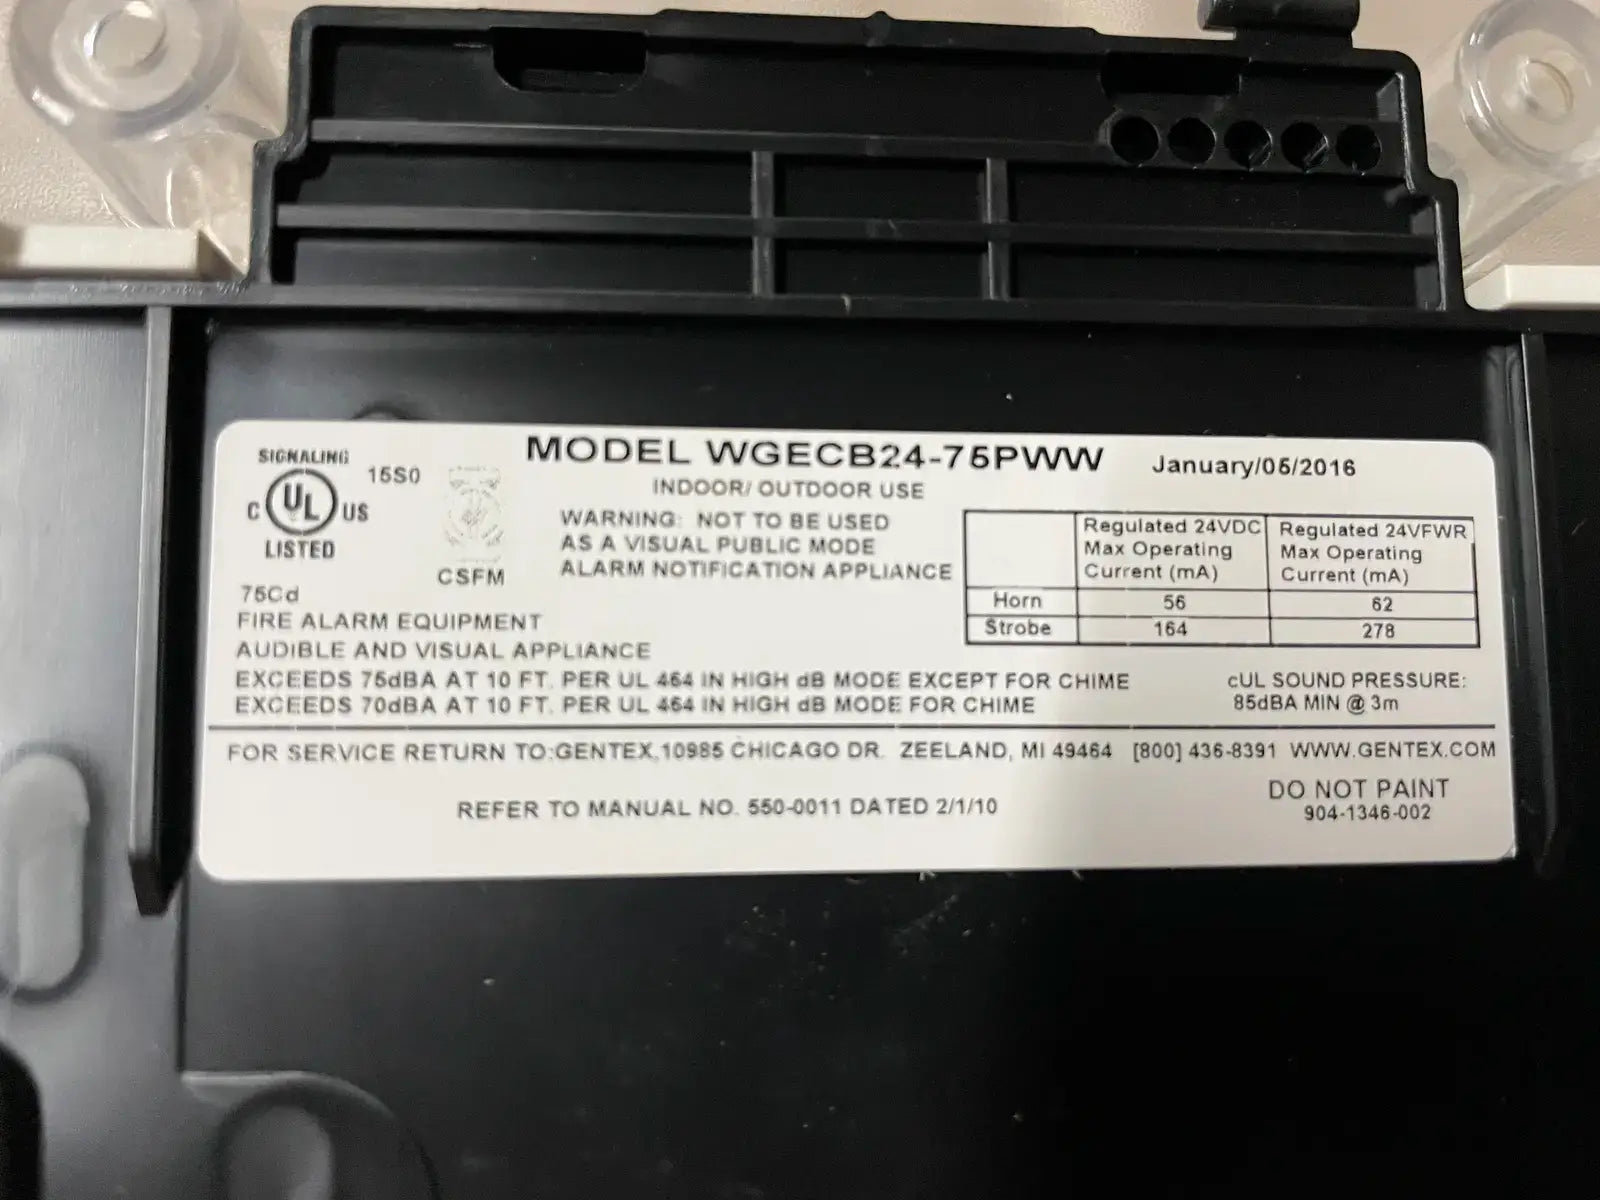 SIGNALING
15S0
C UL US
LISTED
CSFM
MODEL WGECB24-75PWW
January/05/2016
INDOOR/ OUTDOOR USE
WARNING: NOT TO BE USED
AS A VISUAL PUBLIC MODE
ALARM NOTIFICATION APPLIANCE
Regulated 24VDC Regulated 24VFWR
Max Operating Max Operating
Current (mA) Current (mA)
Horn 56 62
Strobe 164 278
75Cd
FIRE ALARM EQUIPMENT
AUDIBLE AND VISUAL APPLIANCE
EXCEEDS 75dBA AT 10 FT. PER UL 464 IN HIGH dB MODE EXCEPT FOR CHIME
EXCEEDS 70dBA AT 10 FT. PER UL 464 IN HIGH dB MODE FOR CHIME
cUL SOUND PRESSURE:
85dBA MIN @ 3m
FOR SERVICE RETURN TO:GENTEX,10985 CHICAGO DR. ZEELAND, MI 49464 [800] 436-8391 WWW.GENTEX.COM
REFER TO MANUAL NO. 550-0011 DATED 2/1/10
DO NOT PAINT
904-1346-002